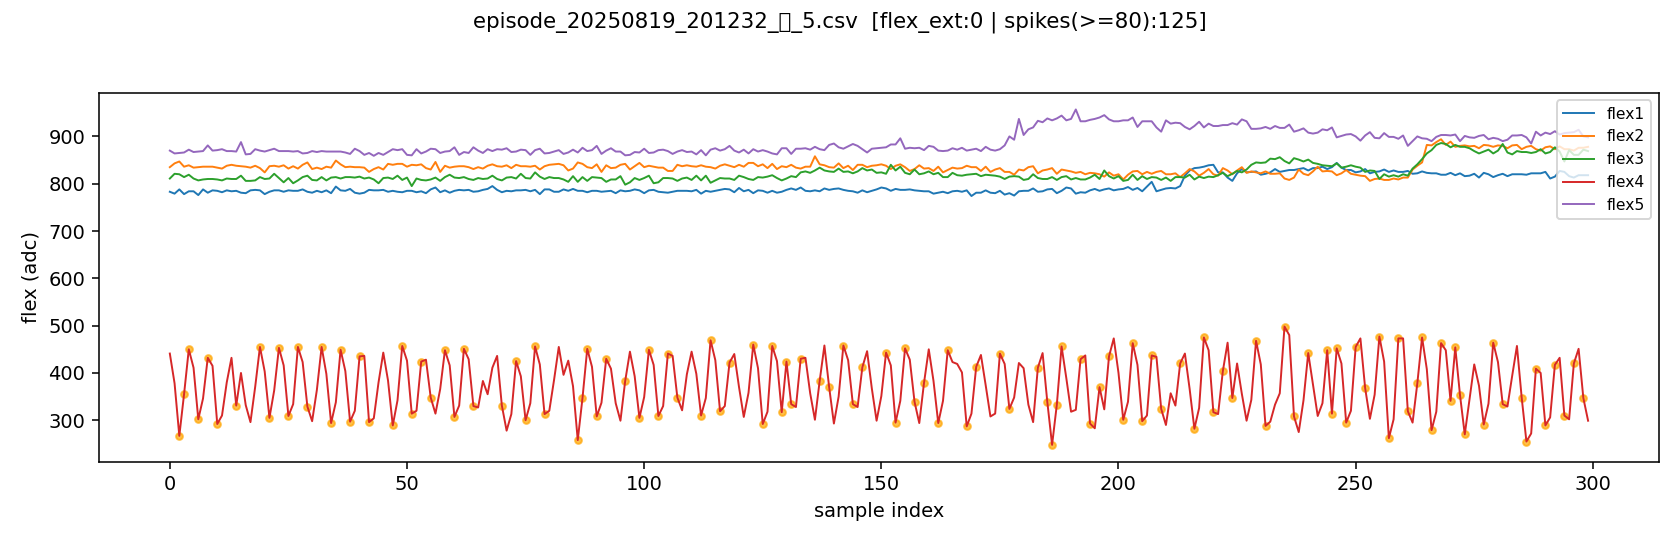 episode_20250819_201232_▯_5.csv  [flex_ext:0 | spikes(>=80):125]
flex (adc)
900
800
700
600
500
400
300
0
50
100
150
200
250
300
sample index
flex1
flex2
flex3
flex4
flex5